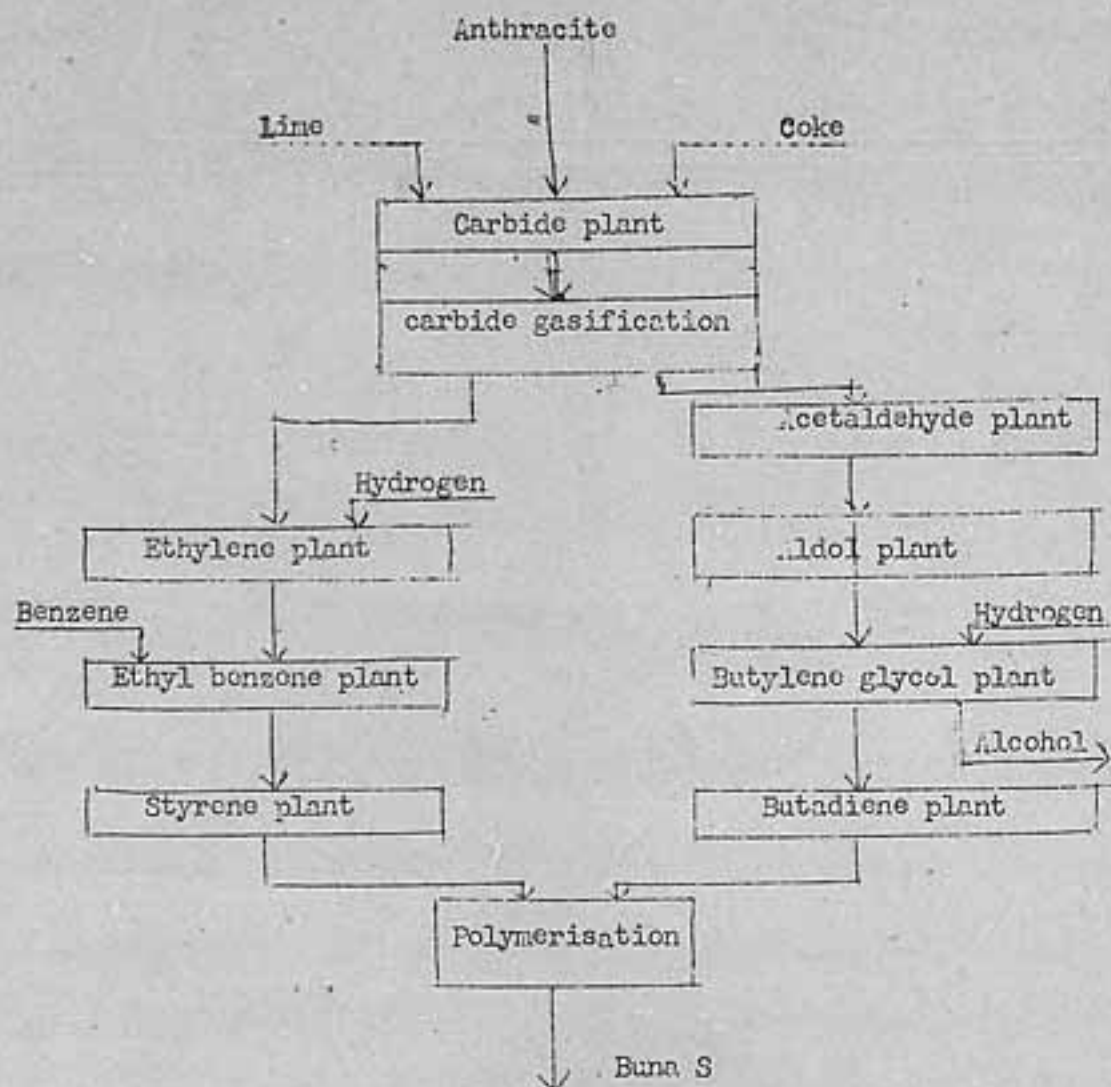 Anthracite
Lime
Coke
Carbide plant
carbide gasification
Acetaldehyde plant
Hydrogen
Ethylene plant
Aldol plant
Benzene
Hydrogen
Ethyl benzene plant
Butylene glycol plant
Alcohol
Styrene plant
Butadiene plant
Polymerisation
Buna S